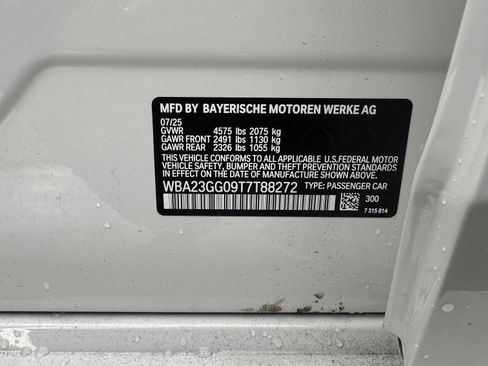 MFD BY BAYERISCHE MOTOREN WERKE AG
07/25
GVWR 4575 lbs 2075 kg
GAWR FRONT 2491 lbs 1130 kg
GAWR REAR 2326 lbs 1055 kg
THIS CONFORMS TO ALL APPLICABLE U.S.FEDERAL MOTOR
VEHICLE SAFETY, BUMPER AND THEFT PREVENTION STANDARDS
IN EFFECT ON THE DATE OF MANUFACTURE SHOWN ABOVE.
WBA23GG09T7T88272 TYPE: PASSENGER CAR
300
7 315 814